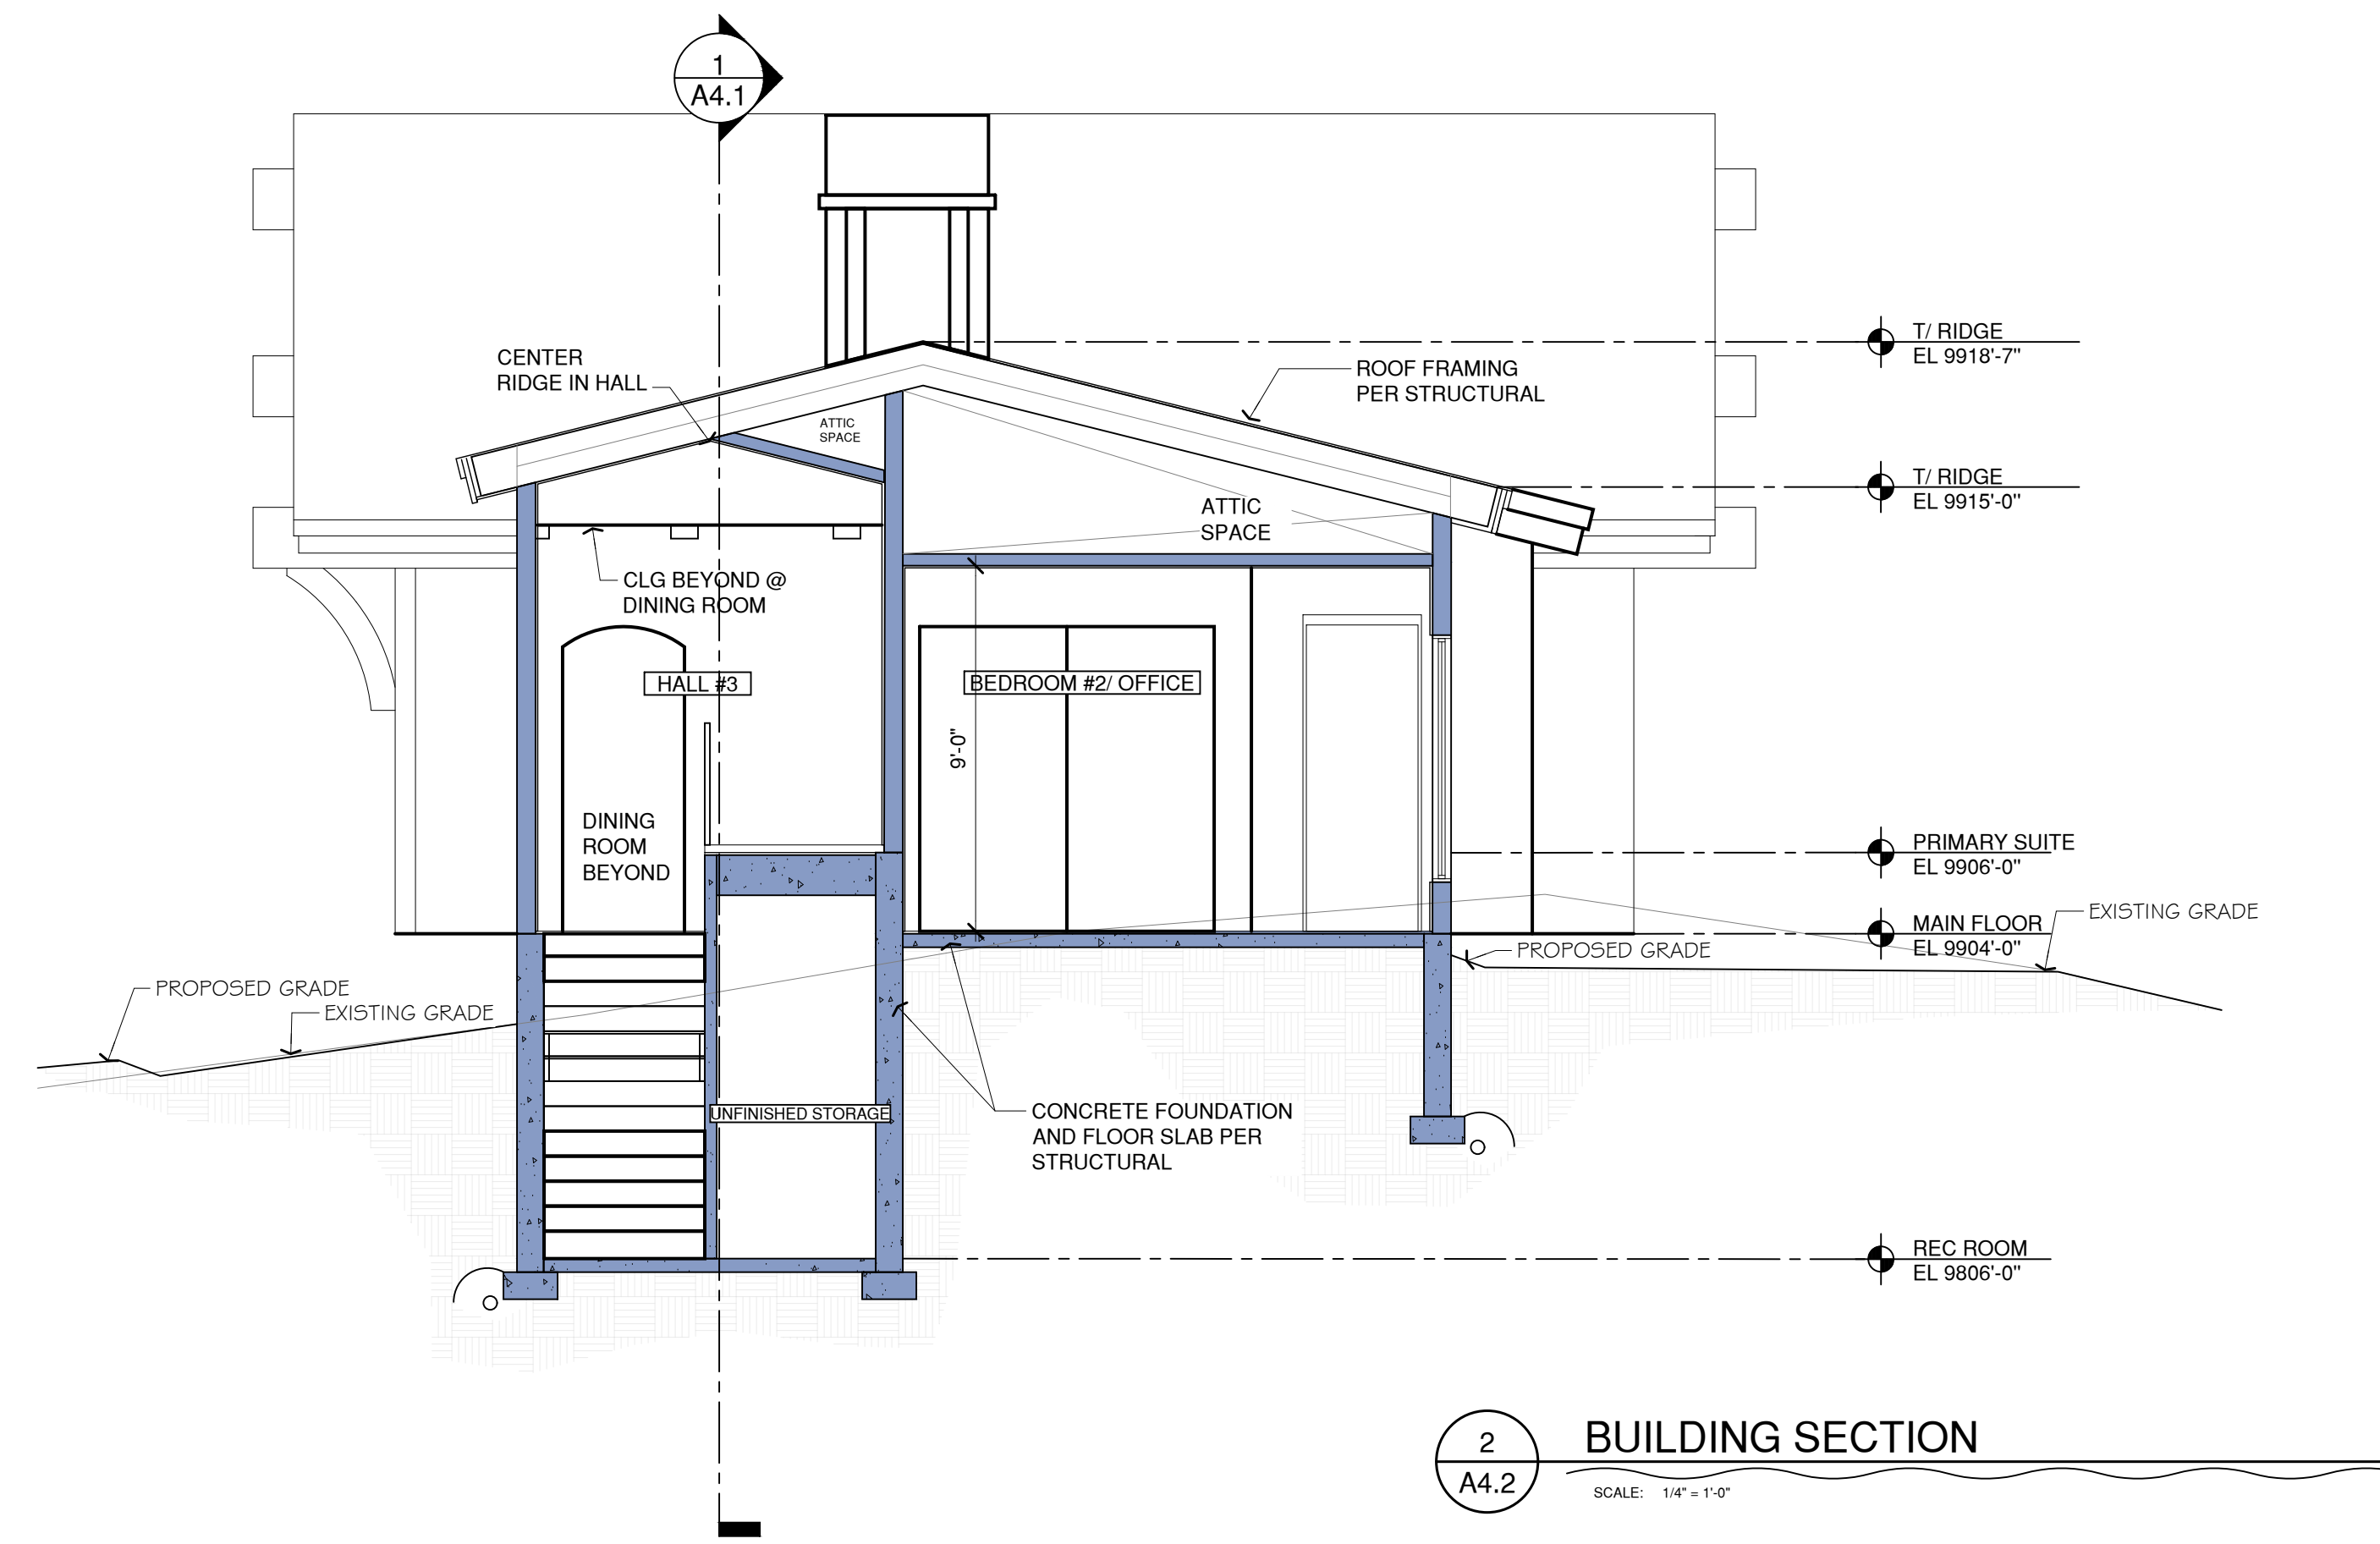 1
A4.1
T/ RIDGE
EL 9918'-7"
CENTER
RIDGE IN HALL
ROOF FRAMING
PER STRUCTURAL
ATTIC
SPACE
T/ RIDGE
EL 9915'-0"
ATTIC
SPACE
CLG BEYOND @
DINING ROOM
HALL #3
BEDROOM #2/ OFFICE
9'-0"
DINING
ROOM
BEYOND
PRIMARY SUITE
EL 9906'-0"
EXISTING GRADE
MAIN FLOOR
EL 9904'-0"
PROPOSED GRADE
PROPOSED GRADE
EXISTING GRADE
UNFINISHED STORAGE
CONCRETE FOUNDATION
AND FLOOR SLAB PER
STRUCTURAL
REC ROOM
EL 9806'-0"
2
A4.2
BUILDING SECTION
SCALE: 1/4" = 1'-0"